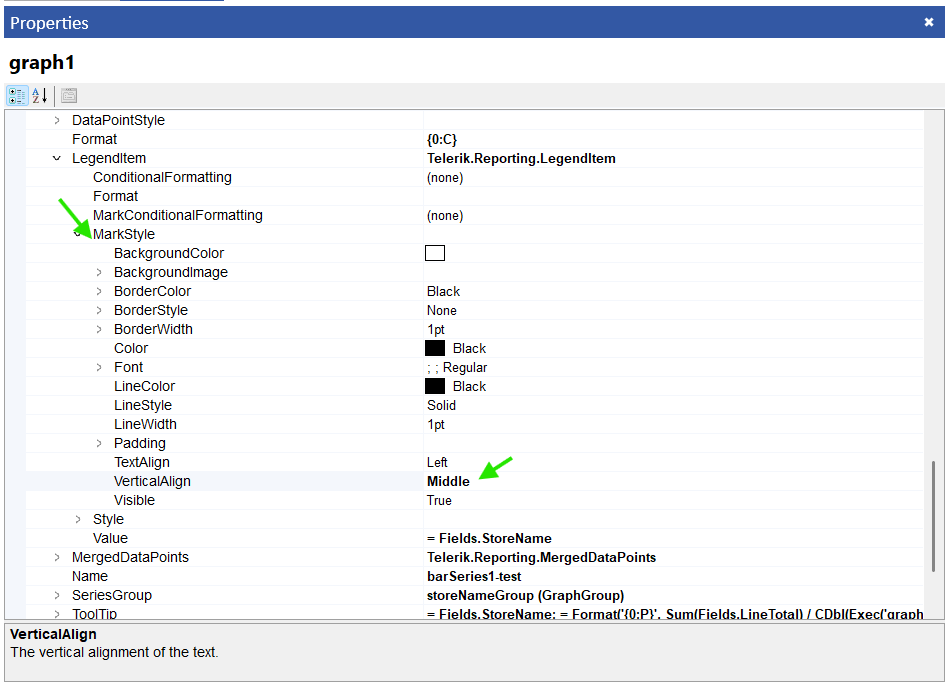 Properties
graph1
DataPointStyle
Format {0:C}
LegendItem Telerik.Reporting.LegendItem
ConditionalFormatting (none)
Format
MarkConditionalFormatting (none)
MarkStyle
BackgroundColor
BackgroundImage
BorderColor Black
BorderStyle None
BorderWidth 1pt
Color Black
Font ; ; Regular
LineColor Black
LineStyle Solid
LineWidth 1pt
Padding
TextAlign Left
VerticalAlign Middle
Visible True
Style
Value = Fields.StoreName
MergedDataPoints Telerik.Reporting.MergedDataPoints
Name barSeries1-test
SeriesGroup storeNameGroup (GraphGroup)
ToolTip = Fields.StoreName: = Format('{0:P}', Sum(Fields.LineTotal) / CDbl(Exec('graph
VerticalAlign
The vertical alignment of the text.